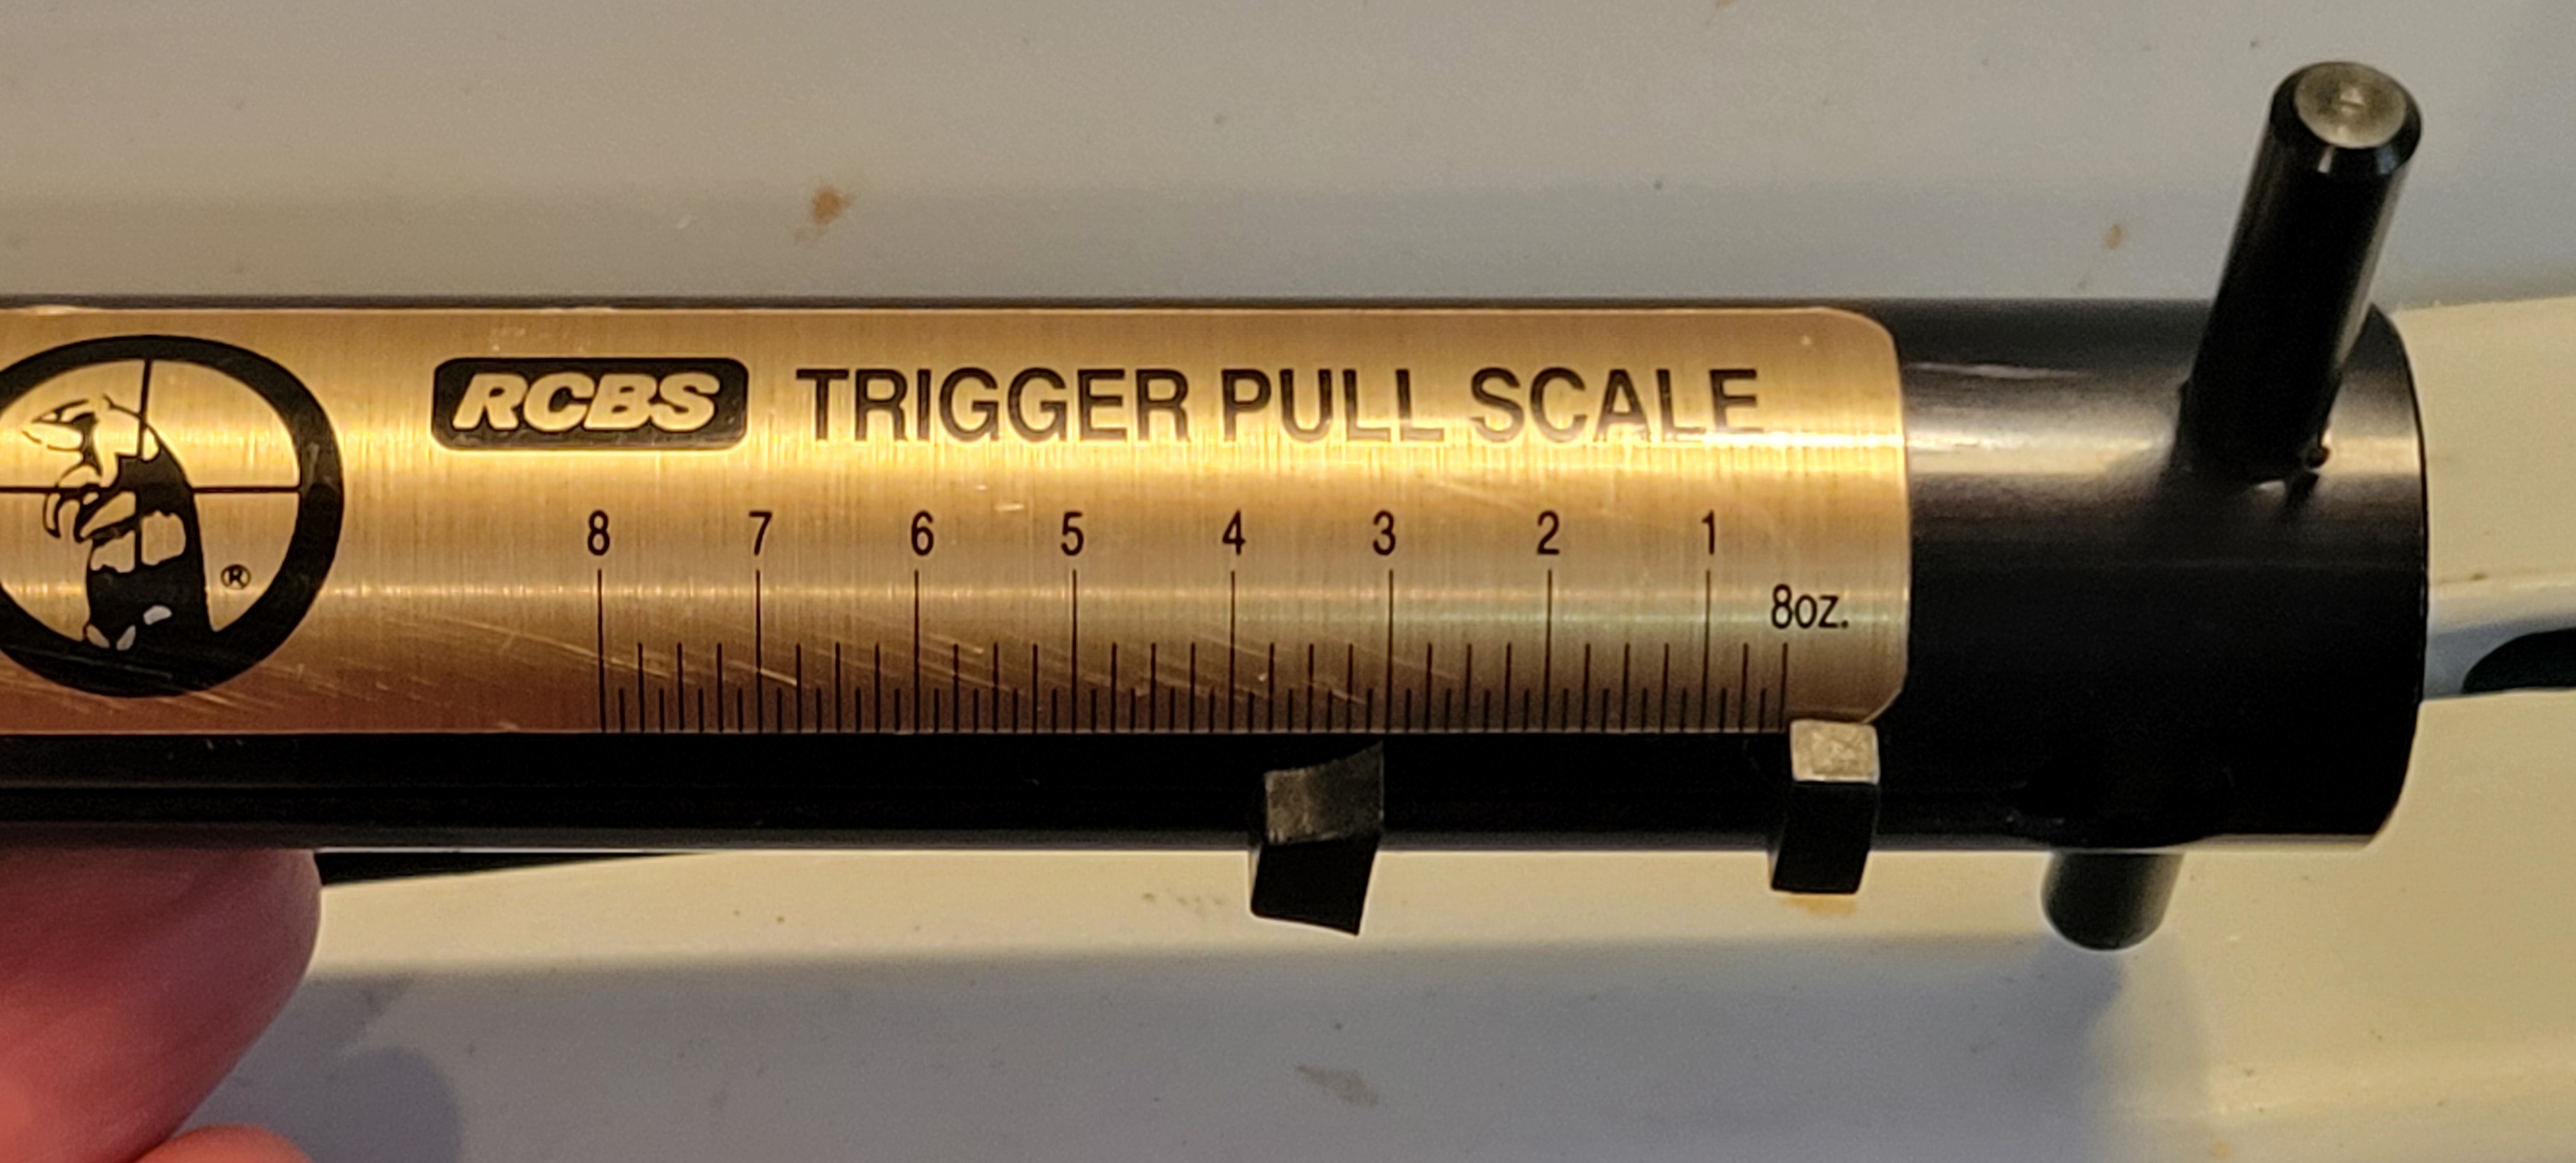 RCBS TRIGGER PULL SCALE
8 7 6 5 4 3 2 1
8oz.
®